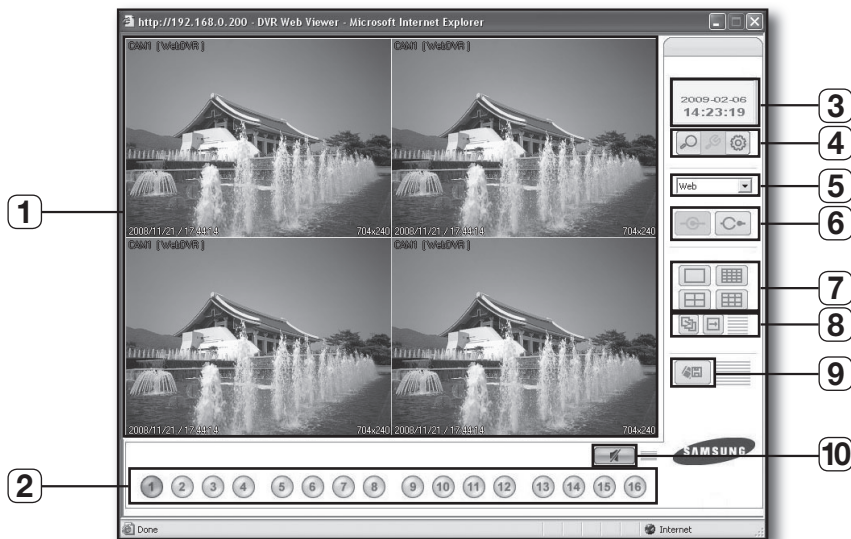 http://192.168.0.200 - DVR Web Viewer - Microsoft Internet Explorer
CAM1 [WebDVR]
CAM1 [WebDVR]
2008/11/21 / 17:44:14
704x240
2008/11/21 / 17:44:14
704x240
CAM1 [WebDVR]
CAM1 [WebDVR]
2008/11/21 / 17:44:14
704x240
2008/11/21 / 17:44:14
704x240
2009-02-06
14:23:19
Web
SAMSUNG
1 2 3 4 5 6 7 8 9 10 11 12 13 14 15 16
Done
Internet
1
2
3
4
5
6
7
8
9
10